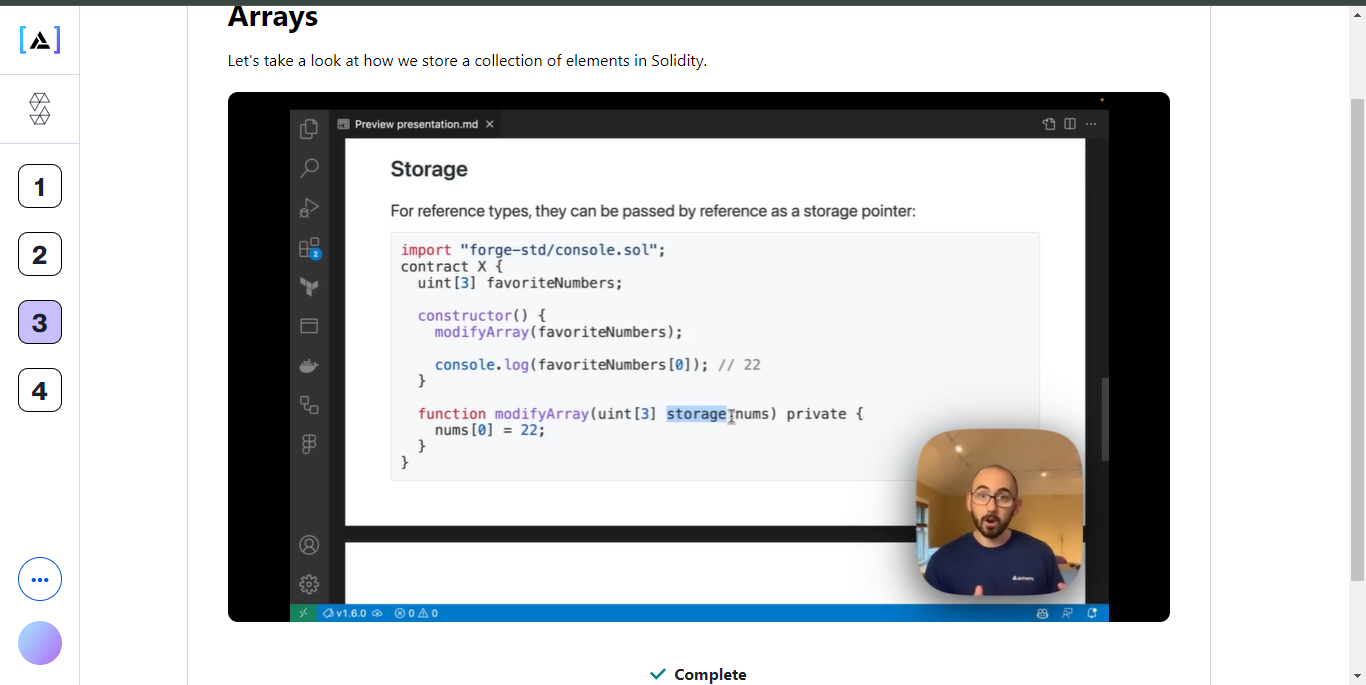 Arrays
Let's take a look at how we store a collection of elements in Solidity.
1
2
3
4
Preview presentation.md
Storage
For reference types, they can be passed by reference as a storage pointer:
import "forge-std/console.sol";
contract X {
uint[3] favoriteNumbers;
constructor() {
modifyArray(favoriteNumbers);
console.log(favoriteNumbers[0]); // 22
}
function modifyArray(uint[3] storage nums) private {
nums[0] = 22;
}
}
2
alchemy
v1.6.0
0
0
Complete